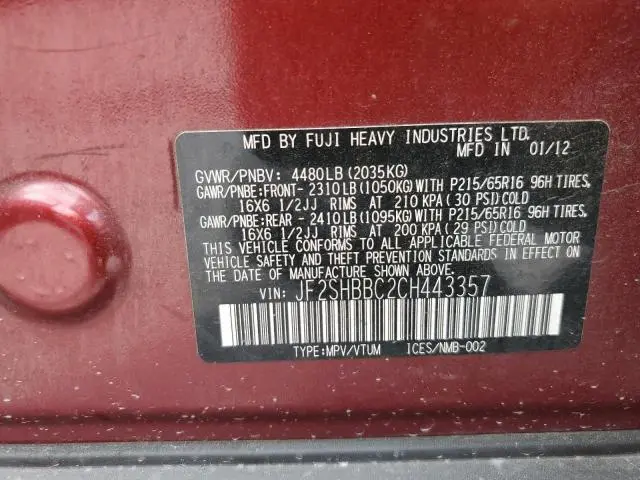 MFD BY FUJI HEAVY INDUSTRIES LTD.
MFD IN 01/12
GVWR/PNBV: 4480LB (2035KG)
GAWR/PNBE:FRONT- 2310LB (1050KG) WITH P215/65R16 96H TIRES,
16X6 1/2JJ RIMS AT 210 KPA (30 PSI) COLD
GAWR/PNBE:REAR - 2410LB (1095KG) WITH P215/65R16 96H TIRES,
16X6 1/2JJ RIMS AT 200 KPA (29 PSI) COLD
THIS VEHICLE CONFORMS TO ALL APPLICABLE FEDERAL MOTOR
VEHICLE SAFETY AND THEFT PREVENTION STANDARDS IN EFFECT ON
THE DATE OF MANUFACTURE SHOWN ABOVE.
VIN: JF2SHBBC2CH443357
TYPE:MPV/VTUM ICES/NMB-002